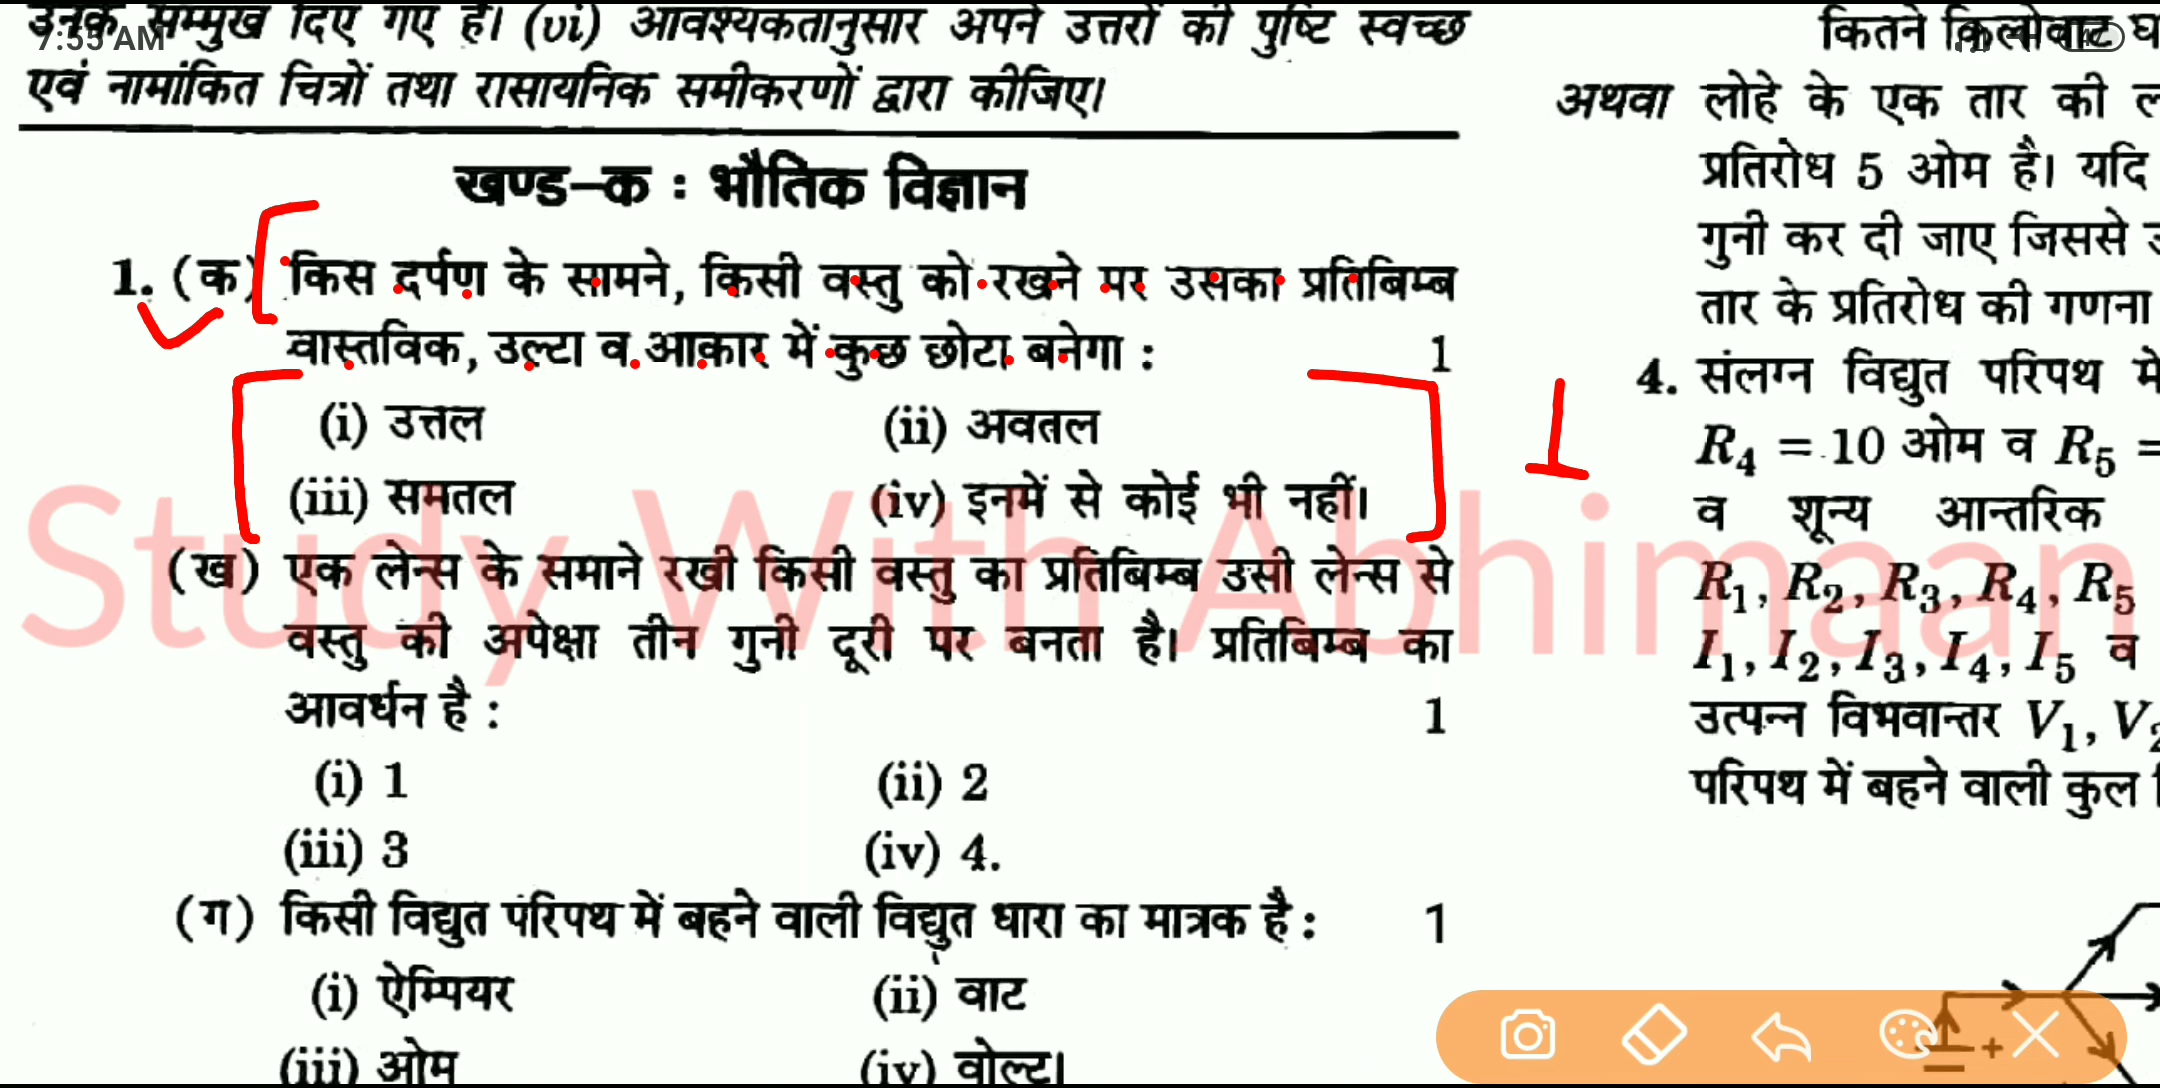 उनके सम्मुख दिए गए हैं। (vi) आवश्यकतानुसार अपने उत्तरों की पुष्टि स्वच्छ
7:55 AM
एवं नामांकित चित्रों तथा रासायनिक समीकरणों द्वारा कीजिए।
खण्ड-क : भौतिक विज्ञान
1. (क) किस दर्पण के सामने, किसी वस्तु को रखने पर उसका प्रतिबिम्ब
वास्तविक, उल्टा व आकार में कुछ छोटा बनेगा : 1
(i) उत्तल (ii) अवतल
(iii) समतल (iv) इनमें से कोई भी नहीं।
1
Study With Abhimaan
(ख) एक लेन्स के समाने रखी किसी वस्तु का प्रतिबिम्ब उसी लेन्स से
वस्तु की अपेक्षा तीन गुनी दूरी पर बनता है। प्रतिबिम्ब का
आवर्धन है : 1
(i) 1 (ii) 2
(iii) 3 (iv) 4.
(ग) किसी विद्युत परिपथ में बहने वाली विद्युत धारा का मात्रक है : 1
(i) ऐम्पियर (ii) वाट
(iii) ओम (iv) वोल्ट।
कितने किलोवाट घ
अथवा लोहे के एक तार की ल
प्रतिरोध 5 ओम है। यदि
गुनी कर दी जाए जिससे
तार के प्रतिरोध की गणना
4. संलग्न विद्युत परिपथ में
R₄ = 10 ओम व R₅ =
व शून्य आन्तरिक
R₁, R₂, R₃, R₄, R₅
I₁, I₂, I₃, I₄, I₅ व
उत्पन्न विभवान्तर V₁, V₂
परिपथ में बहने वाली कुल
+